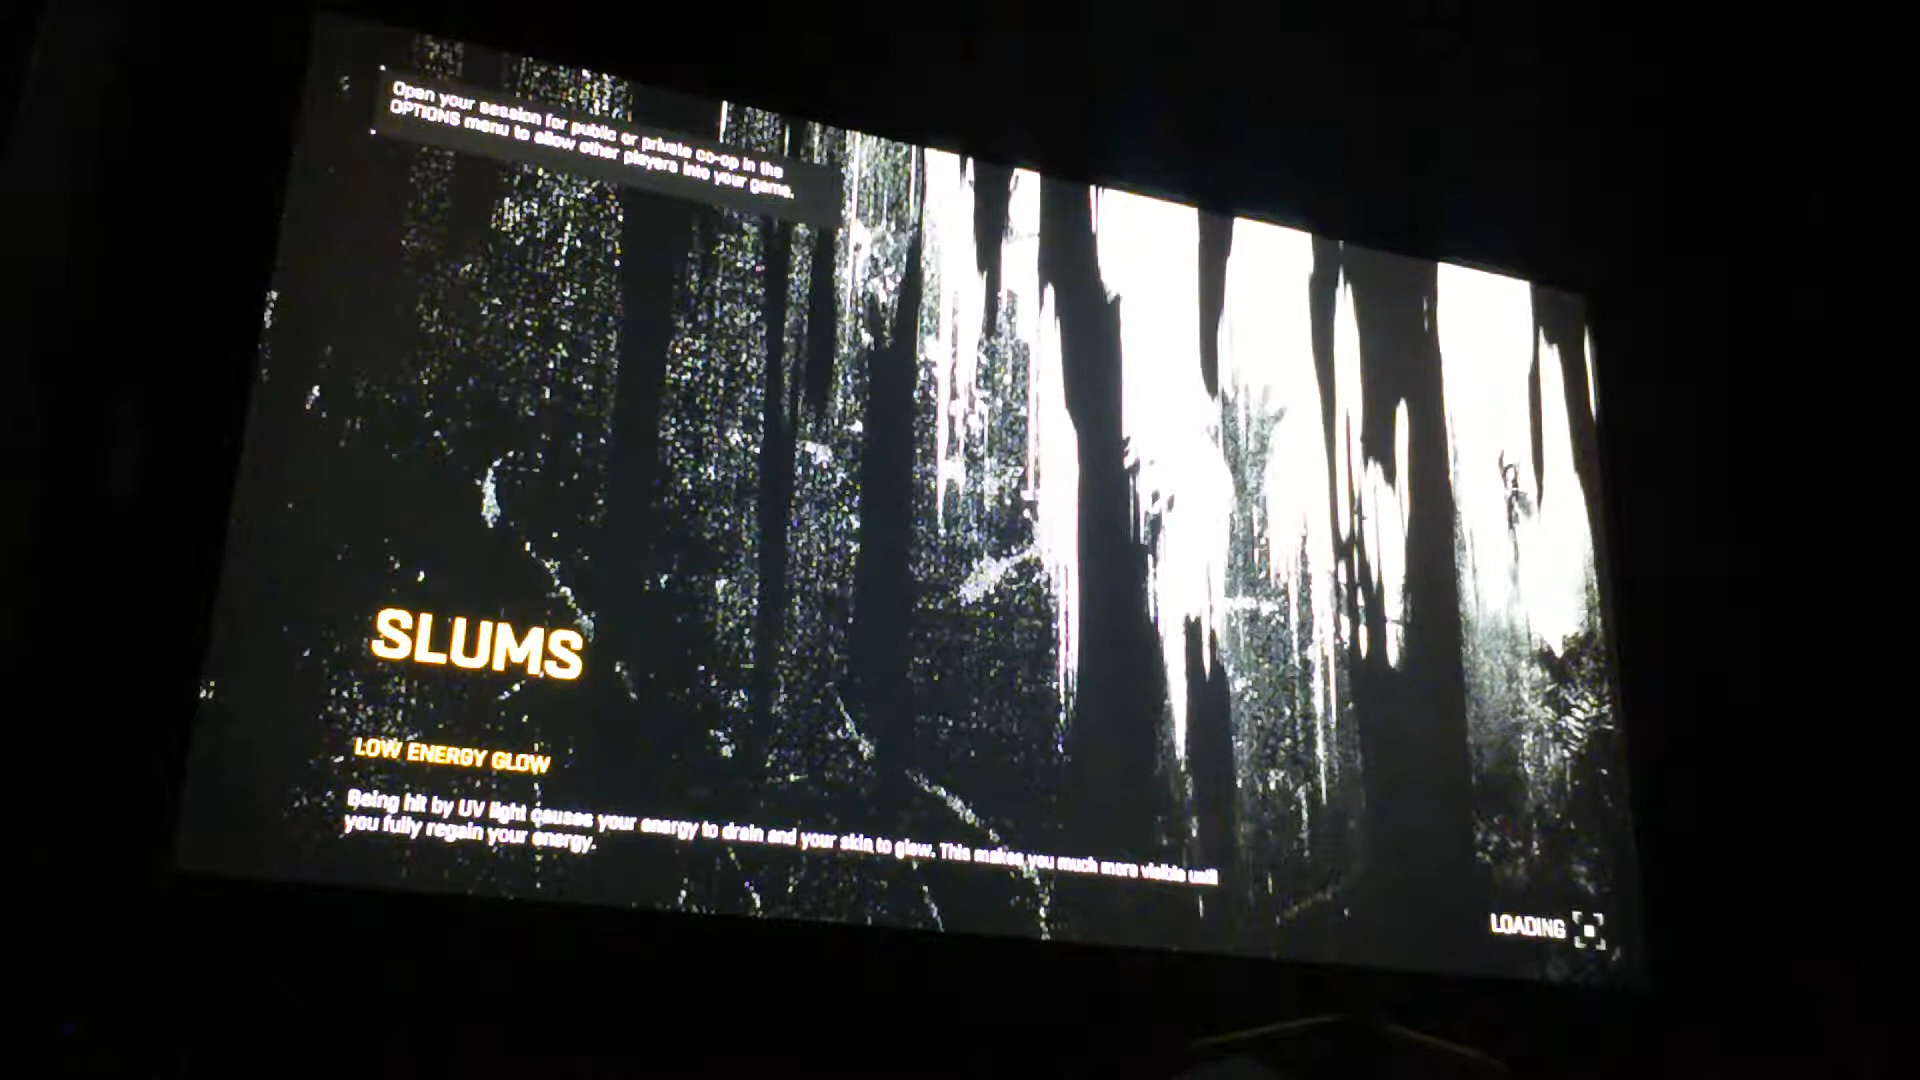 Open your session for public or private co-op in the
OPTIONS menu to allow other players into your game.
SLUMS
LOW ENERGY GLOW
Being hit by UV light causes your energy to drain and your skin to glow. This makes you much more visible until
you fully regain your energy.
LOADING